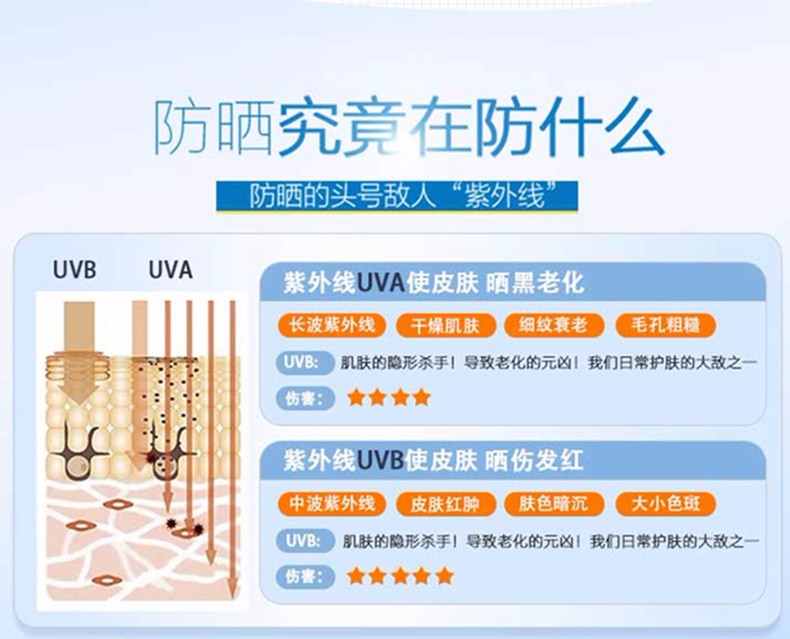 防晒究竟在防什么
防晒的头号敌人“紫外线”
UVB UVA
紫外线UVA使皮肤 晒黑老化
长波紫外线 干燥肌肤 细纹衰老 毛孔粗糙
UVB: 肌肤的隐形杀手！导致老化的元凶！我们日常护肤的大敌之一
伤害：
紫外线UVB使皮肤 晒伤发红
中波紫外线 皮肤红肿 肤色暗沉 大小色斑
UVB: 肌肤的隐形杀手！导致老化的元凶！我们日常护肤的大敌之一
伤害：